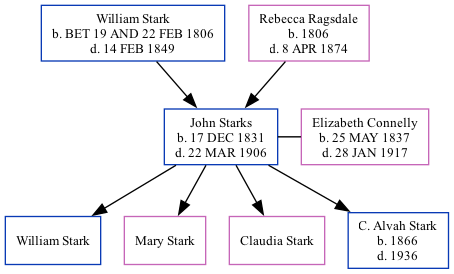 William Stark
b. BET 19 AND 22 FEB 1806
d. 14 FEB 1849
Rebecca Ragsdale
b. 1806
d. 8 APR 1874
John Starks
b. 17 DEC 1831
d. 22 MAR 1906
Elizabeth Connelly
b. 25 MAY 1837
d. 28 JAN 1917
William Stark
Mary Stark
Claudia Stark
C. Alvah Stark
b. 1866
d. 1936